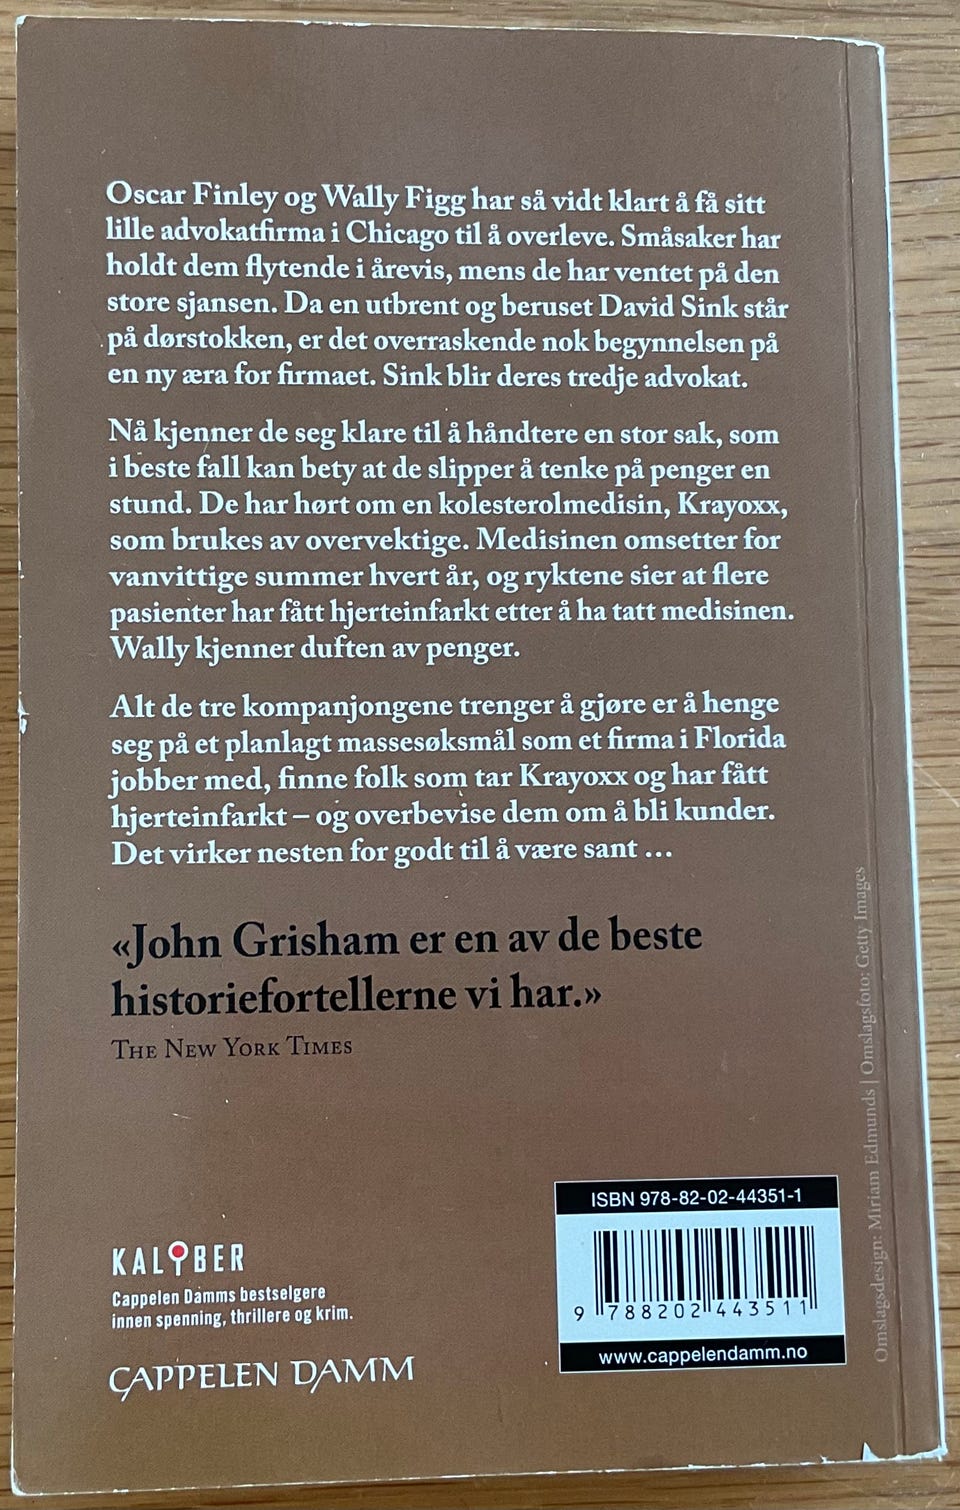 Oscar Finley og Wally Figg har så vidt klart å få sitt
lille advokatfirma i Chicago til å overleve. Småsaker har
holdt dem flytende i årevis, mens de har ventet på den
store sjansen. Da en utbrent og beruset David Sink står
på dørstokken, er det overraskende nok begynnelsen på
en ny æra for firmaet. Sink blir deres tredje advokat.
Nå kjenner de seg klare til å håndtere en stor sak, som
i beste fall kan bety at de slipper å tenke på penger en
stund. De har hørt om en kolesterolmedisin, Krayoxx,
som brukes av overvektige. Medisinen omsetter for
vanvittige summer hvert år, og ryktene sier at flere
pasienter har fått hjerteinfarkt etter å ha tatt medisinen.
Wally kjenner duften av penger.
Alt de tre kompanjongene trenger å gjøre er å henge
seg på et planlagt massesøksmål som et firma i Florida
jobber med, finne folk som tar Krayoxx og har fått
hjerteinfarkt – og overbevise dem om å bli kunder.
Det virker nesten for godt til å være sant ...
«John Grisham er en av de beste
historiefortellerne vi har.»
THE NEW YORK TIMES
Omslagsdesign: Miriam Edmunds | Omslagsfoto: Getty Images
KALIBER
Cappelen Damms bestselgere
innen spenning, thrillere og krim.
CAPPELEN DAMM
ISBN 978-82-02-44351-1
9 788202 443511
www.cappelendamm.no